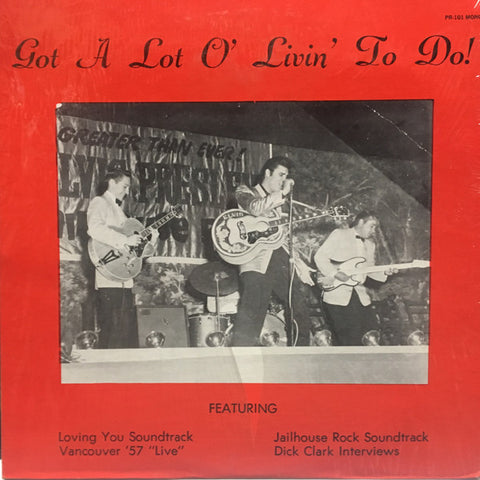 PR-101 MONO
Got A Lot O' Livin' To Do!
GREATER THAN EVER!
PRESLEY
ELVIS
FEATURING
Loving You Soundtrack
Vancouver '57 "Live"
Jailhouse Rock Soundtrack
Dick Clark Interviews